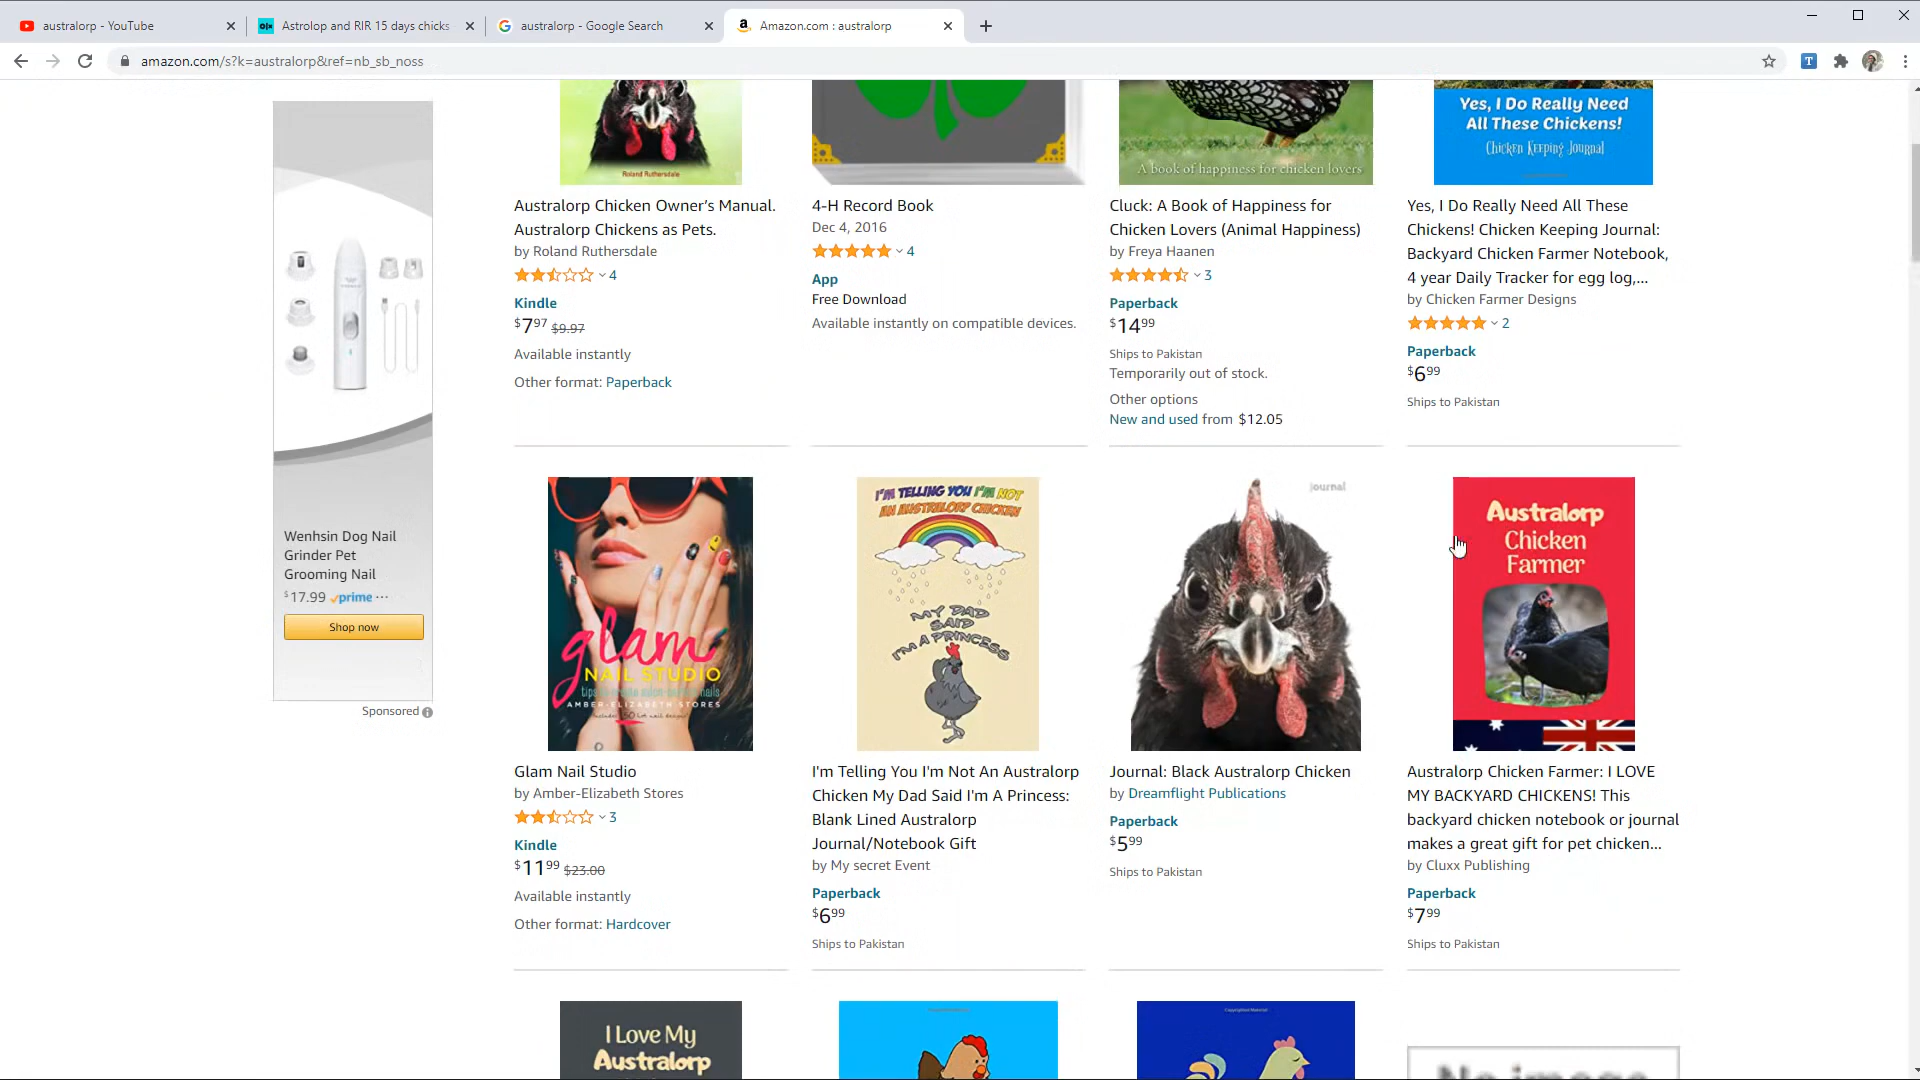 australorp - YouTube
Astrolop and RIR 15 days chicks
australorp - Google Search
Amazon.com : australorp
amazon.com/s?k=australorp&ref=nb_sb_noss
Roland Ruthersdale
A book of happiness for chicken lovers
Yes, I Do Really Need
All These Chickens!
Chicken Keeping Journal
Australorp Chicken Owner's Manual.
Australorp Chickens as Pets.
by Roland Ruthersdale
4
Kindle
$7 97 $9.97
Available instantly
Other format: Paperback
4-H Record Book
Dec 4, 2016
4
App
Free Download
Available instantly on compatible devices.
Cluck: A Book of Happiness for
Chicken Lovers (Animal Happiness)
by Freya Haanen
3
Paperback
$14 99
Ships to Pakistan
Temporarily out of stock.
Other options
New and used from $12.05
Yes, I Do Really Need All These
Chickens! Chicken Keeping Journal:
Backyard Chicken Farmer Notebook,
4 year Daily Tracker for egg log,...
by Chicken Farmer Designs
2
Paperback
$6 99
Ships to Pakistan
Wenhsin Dog Nail
Grinder Pet
Grooming Nail
$17.99 prime ...
Shop now
Sponsored
glam
NAIL STUDIO
AMBER-ELIZABETH STORES
I'M TELLING YOU I'M NOT
AN AUSTRALORP CHICKEN
MY DAD
SAID
I'M A PRINCESS
journal
Australorp
Chicken
Farmer
Glam Nail Studio
by Amber-Elizabeth Stores
3
Kindle
$11 99 $23.00
Available instantly
Other format: Hardcover
I'm Telling You I'm Not An Australorp
Chicken My Dad Said I'm A Princess:
Blank Lined Australorp
Journal/Notebook Gift
by My secret Event
Paperback
$6 99
Ships to Pakistan
Journal: Black Australorp Chicken
by Dreamflight Publications
Paperback
$5 99
Ships to Pakistan
Australorp Chicken Farmer: I LOVE
MY BACKYARD CHICKENS! This
backyard chicken notebook or journal
makes a great gift for pet chicken...
by Cluxx Publishing
Paperback
$7 99
Ships to Pakistan
I Love My
Australorp
No image